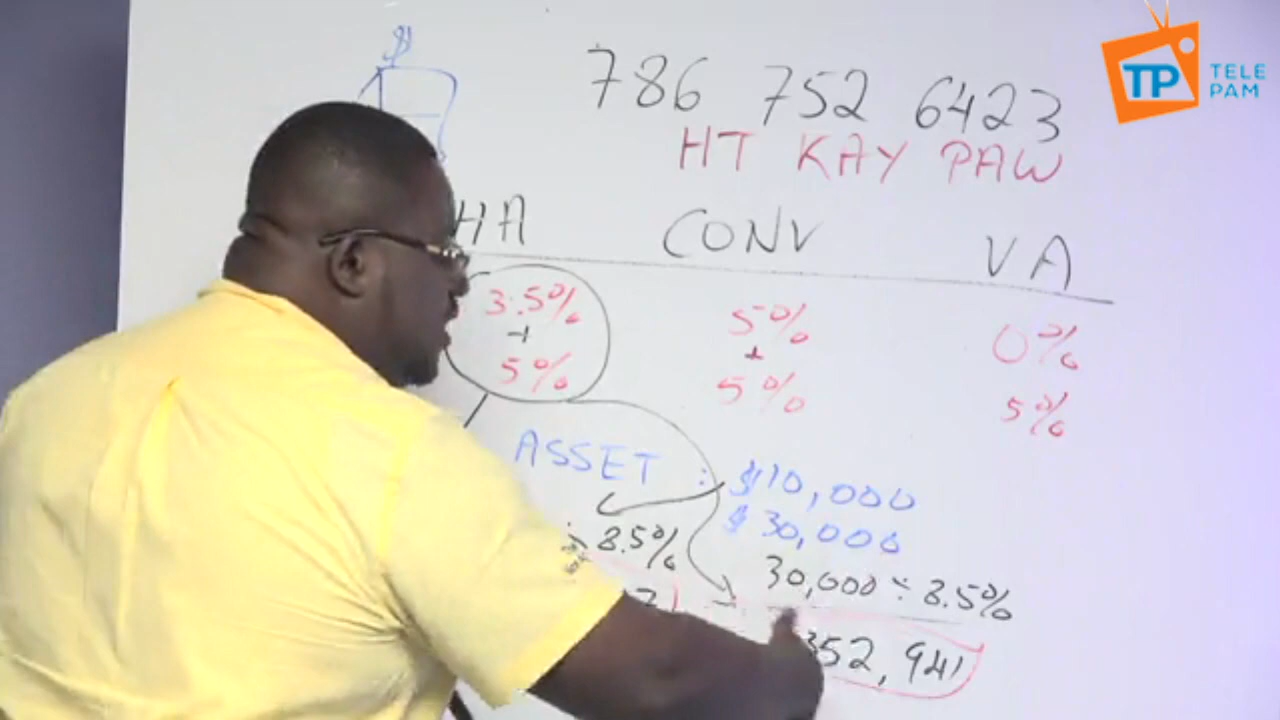 $
786 752 6423
TP TELE PAM
HT KAY PAW
HA CONV VA
3.5% 5% 0%
+ +
5% 5% 5%
ASSET : $10,000
$30,000
÷ 8.5%
30,000 ÷ 8.5%
352,941